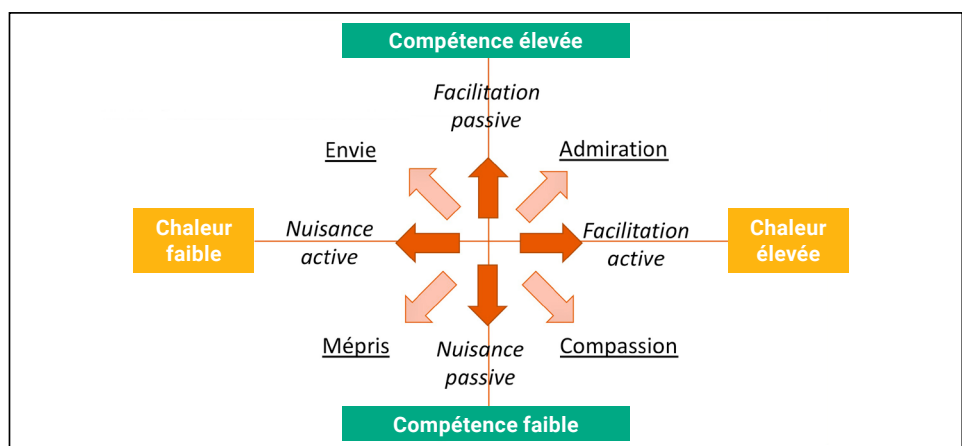 Compétence élevée
Facilitation
passive
Envie
Admiration
Chaleur
faible
Nuisance
active
Facilitation
active
Chaleur
élevée
Mépris
Nuisance
passive
Compassion
Compétence faible